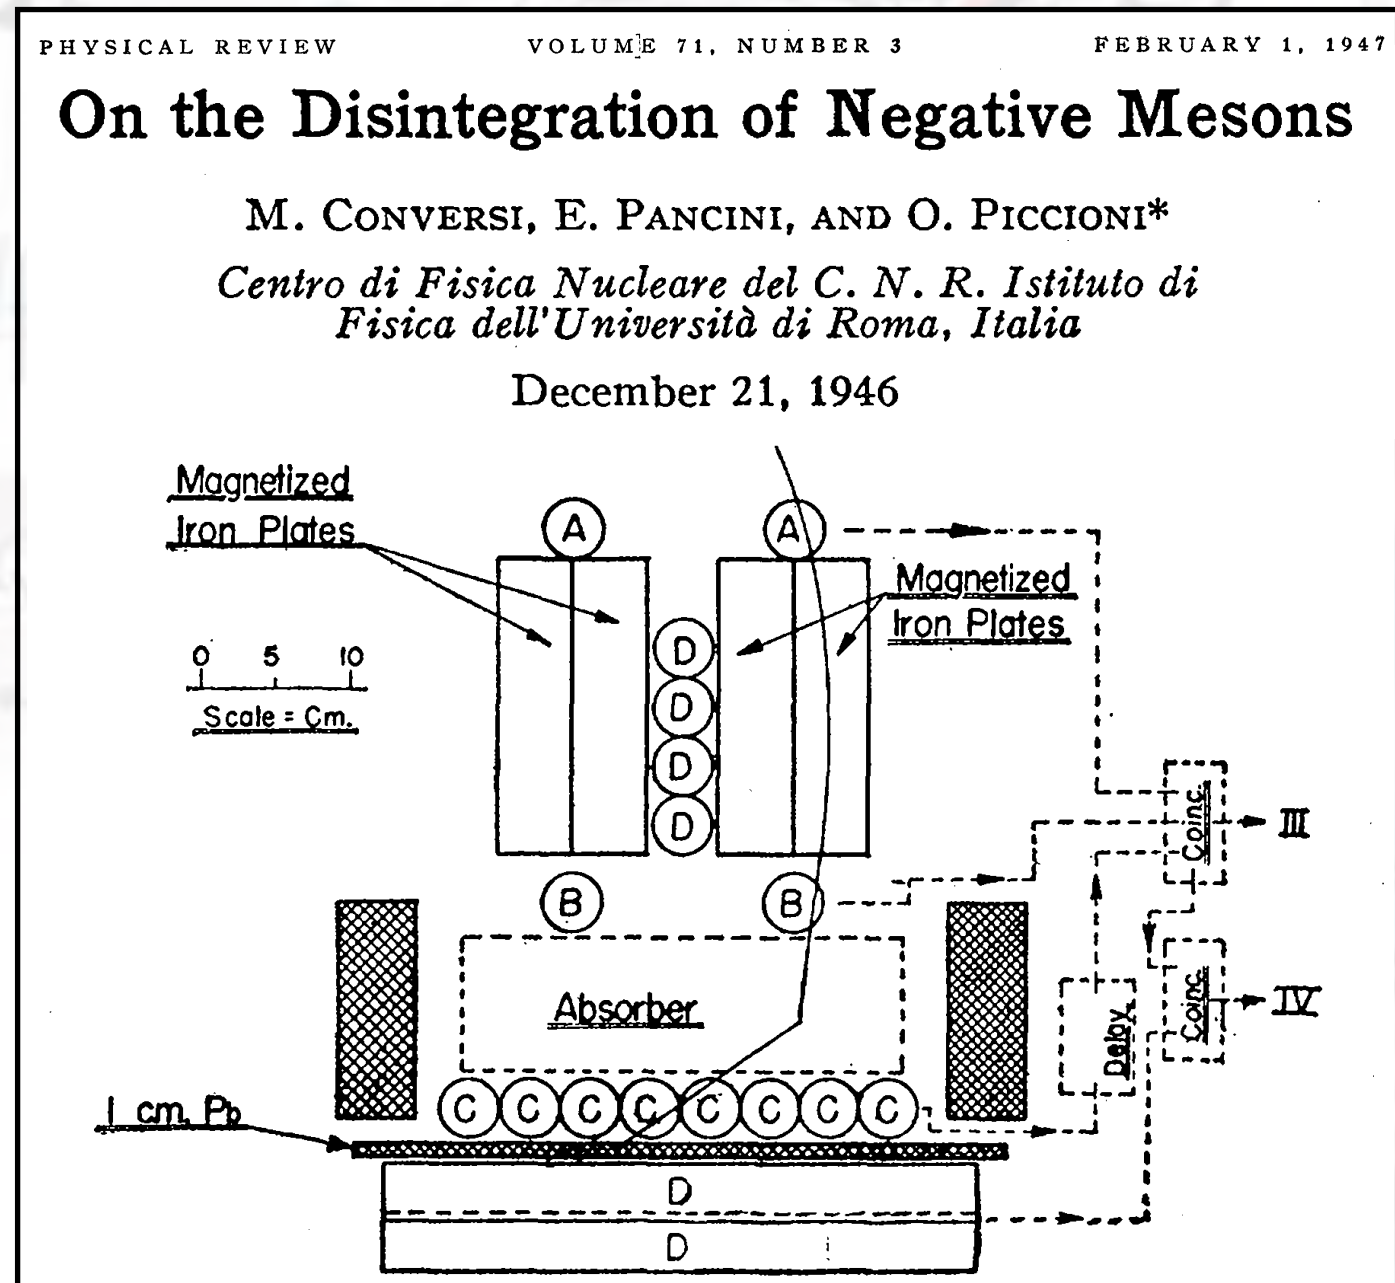 PHYSICAL REVIEW VOLUME 71, NUMBER 3 FEBRUARY 1, 1947
On the Disintegration of Negative Mesons
M. CONVERSI, E. PANCINI, AND O. PICCIONI*
Centro di Fisica Nucleare del C. N. R. Istituto di
Fisica dell'Università di Roma, Italia
December 21, 1946
Magnetized
Iron Plates
A A
Magnetized
Iron Plates
0 5 10
Scale = Cm.
D
D
D
D
Coinc.
III
B B
Absorber
Delay
Coinc.
IV
C C C C C C C C
1 cm. Pb
D
D